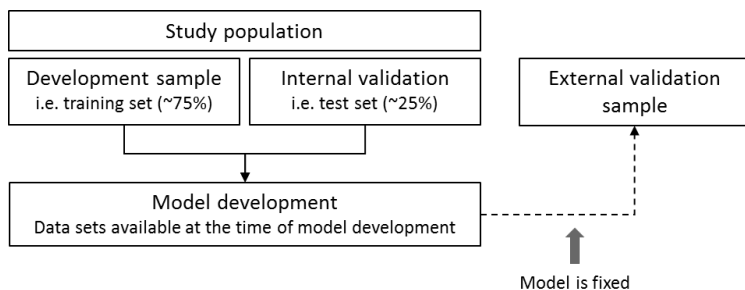 Study population
Development sample
i.e. training set (~75%)
Internal validation
i.e. test set (~25%)
External validation
sample
Model development
Data sets available at the time of model development
Model is fixed